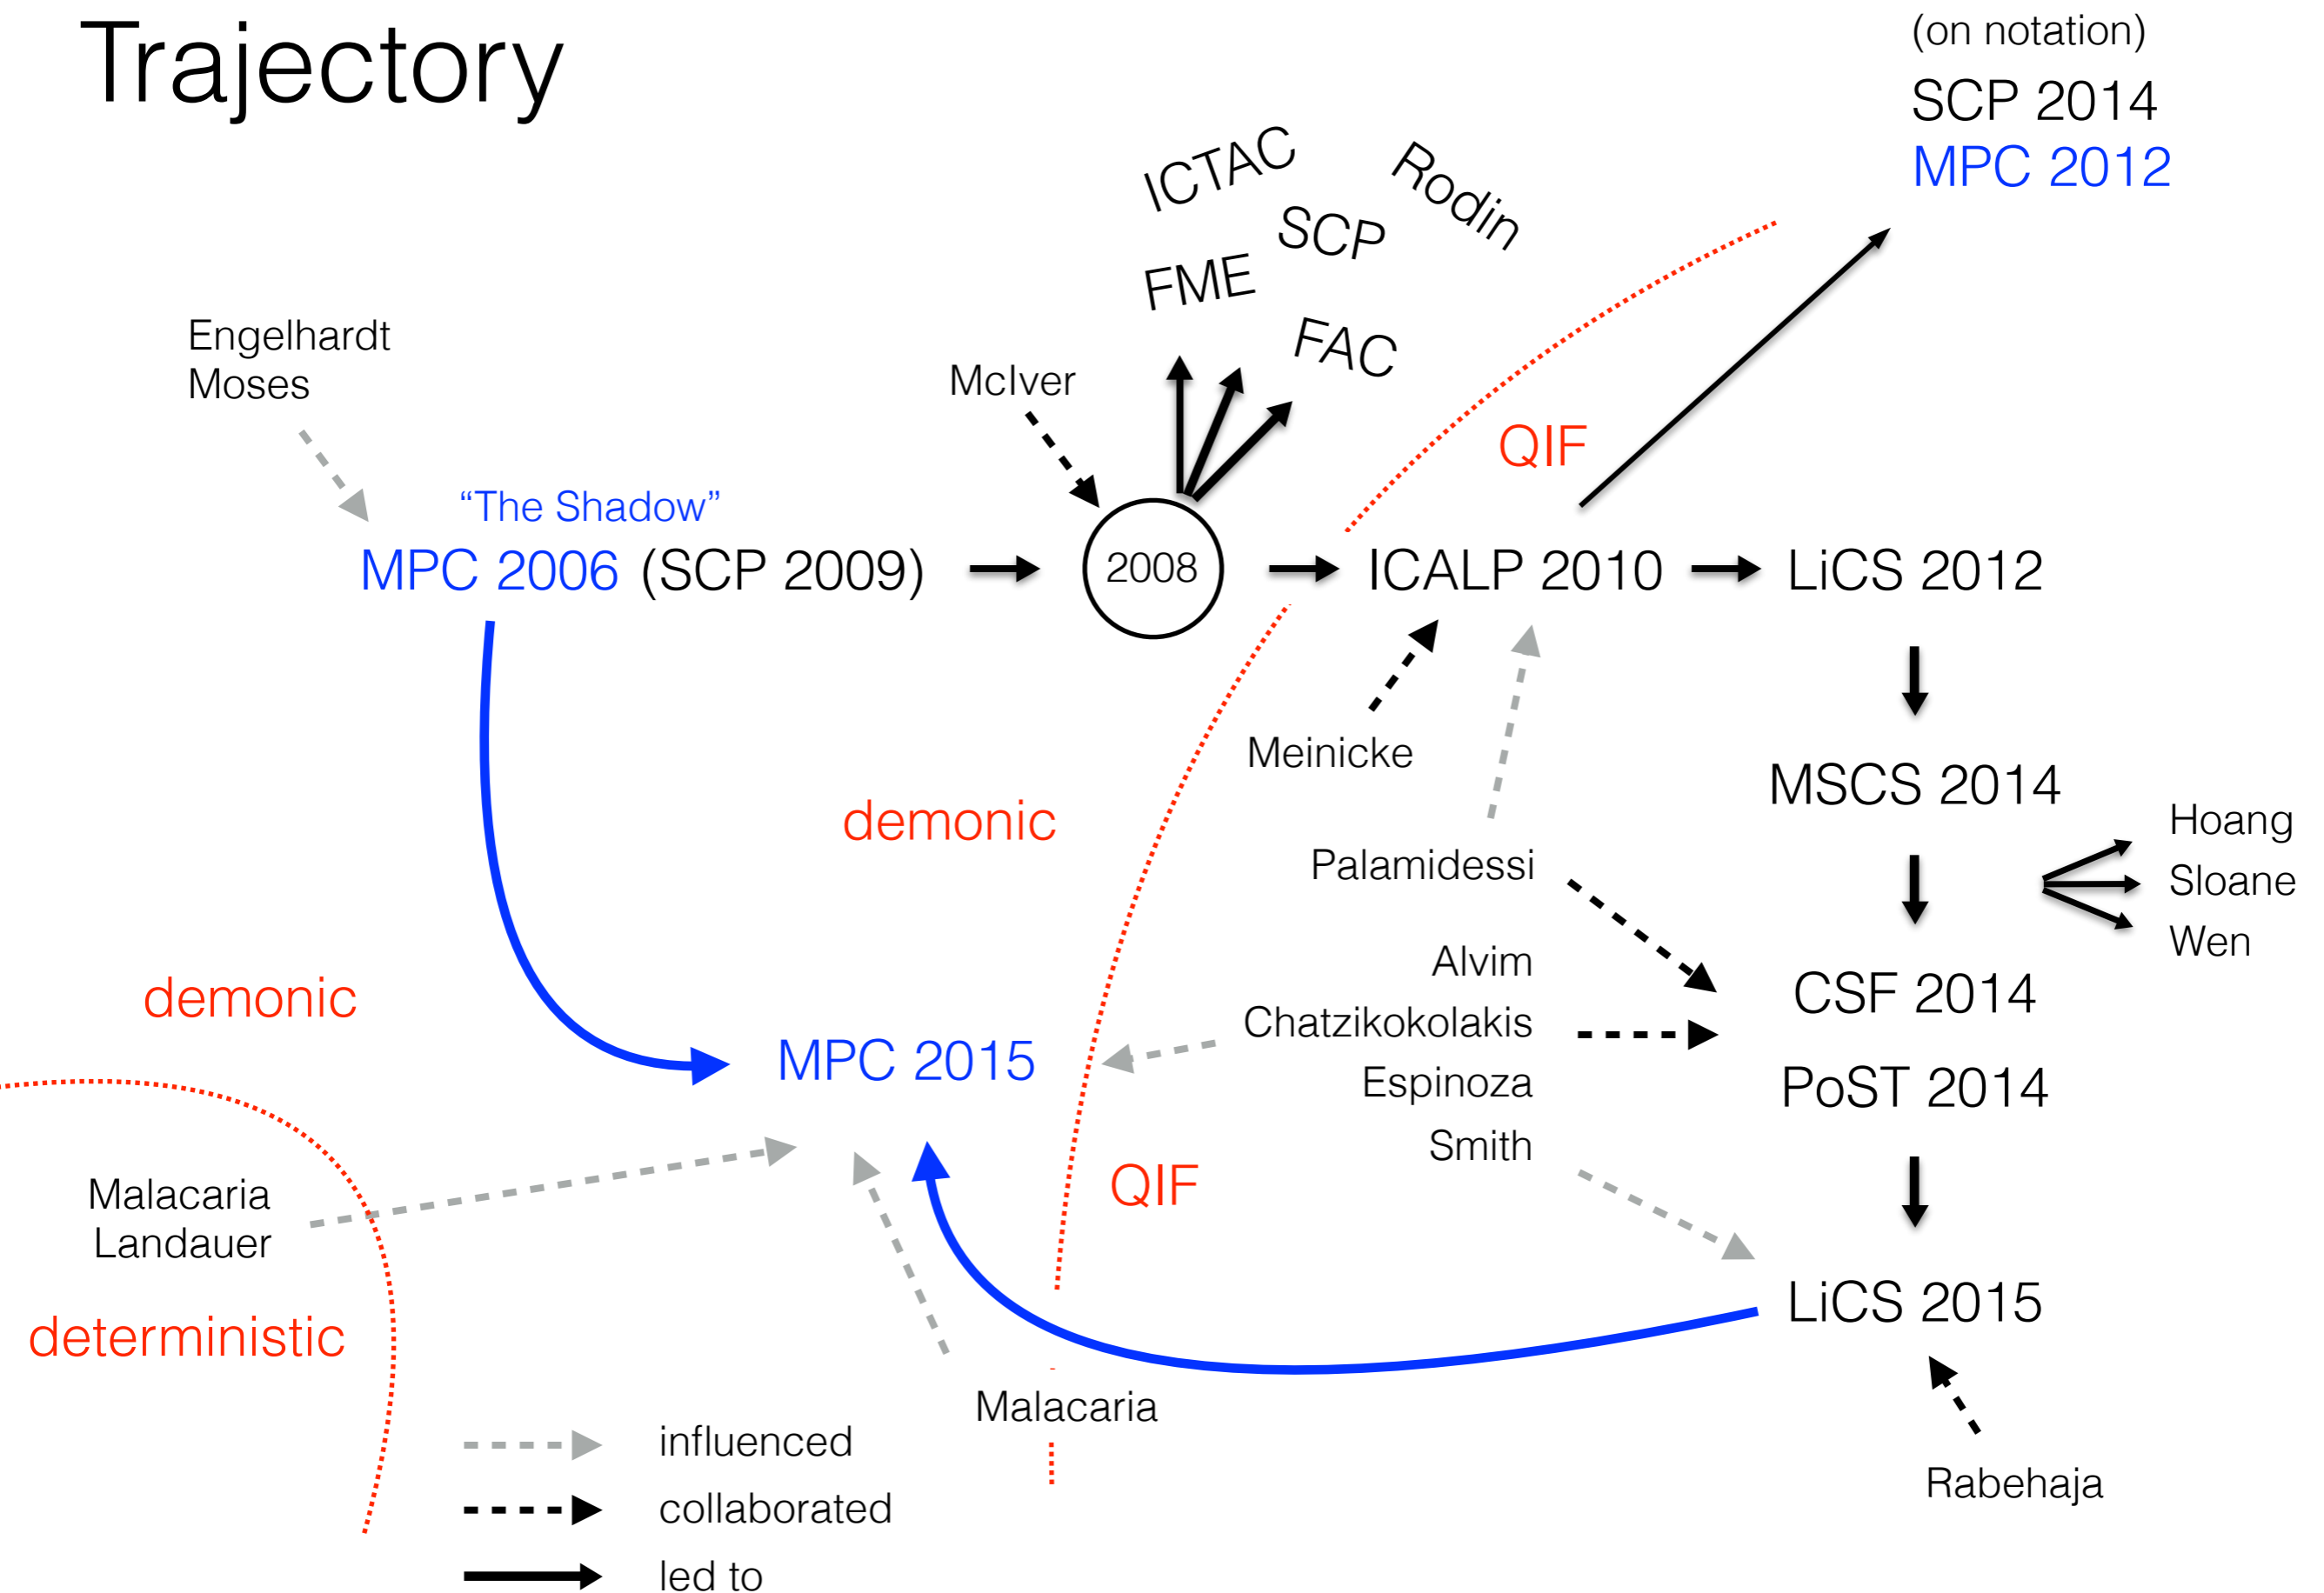 Trajectory
(on notation)
SCP 2014
MPC 2012
ICTAC
Rodin
SCP
FME
FAC
Engelhardt
Moses
McIver
QIF
“The Shadow”
MPC 2006 (SCP 2009)
2008
ICALP 2010
LiCS 2012
Meinicke
MSCS 2014
demonic
Palamidessi
Hoang
Sloane
Wen
Alvim
Chatzikokolakis
Espinoza
Smith
demonic
CSF 2014
MPC 2015
PoST 2014
Malacaria
Landauer
QIF
LiCS 2015
deterministic
Malacaria
Rabehaja
influenced
collaborated
led to